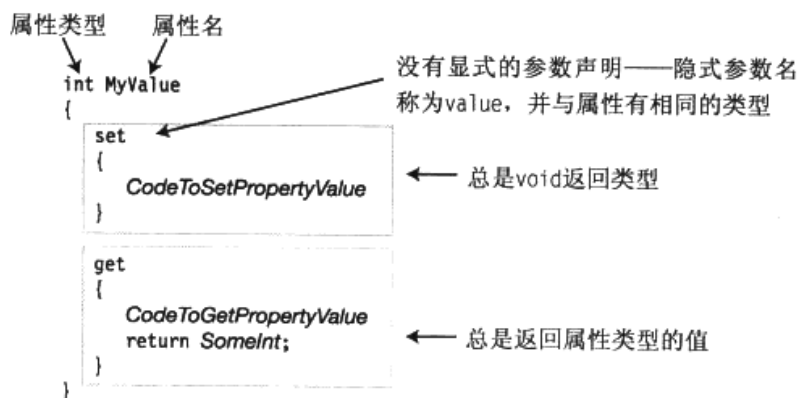 属性类型 属性名
int MyValue
{
set
{
CodeToSetPropertyValue
}
get
{
CodeToGetPropertyValue
return SomeInt;
}
}
没有显式的参数声明——隐式参数名
称为value，并与属性有相同的类型
总是void返回类型
总是返回属性类型的值